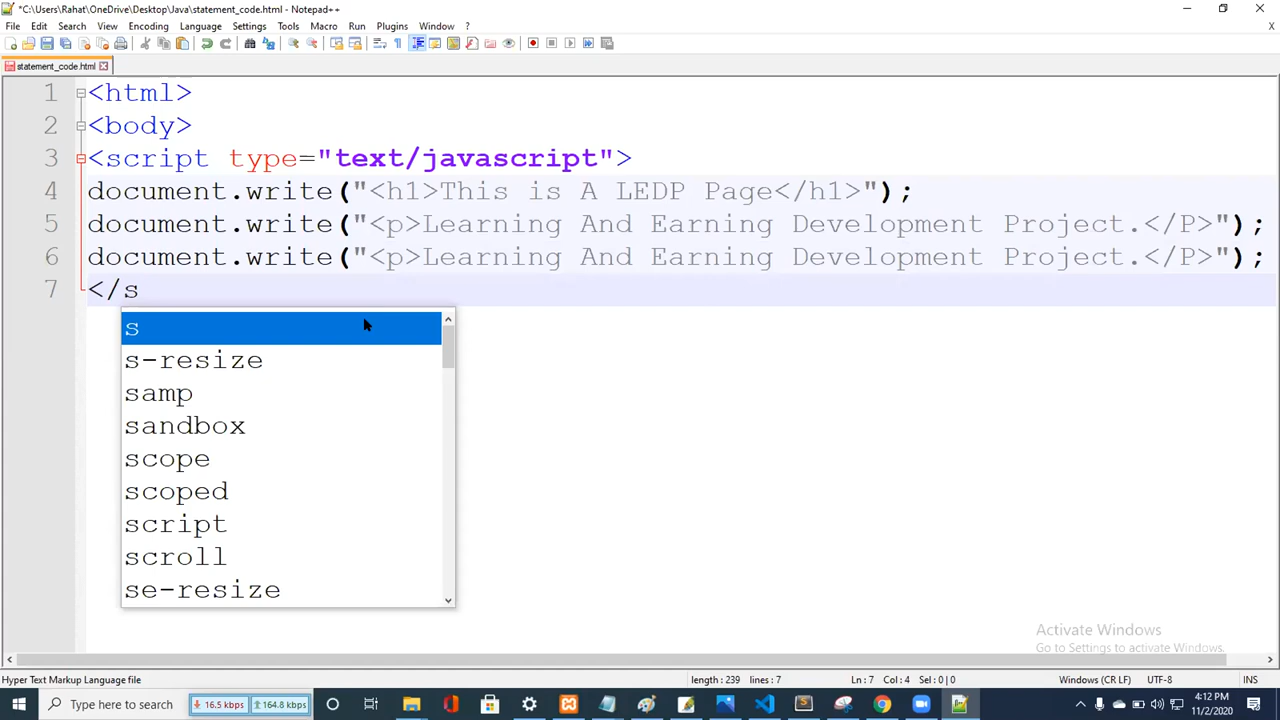 *C:\Users\Rahat\OneDrive\Desktop\Java\statement_code.html - Notepad++
File Edit Search View Encoding Language Settings Tools Macro Run Plugins Window ?
X
statement_code.html
1 <html>
2 <body>
3 <script type="text/javascript">
4 document.write("<h1>This is A LEDP Page</h1>");
5 document.write("<p>Learning And Earning Development Project.</P>");
6 document.write("<p>Learning And Earning Development Project.</P>");
7 </s
s
s-resize
samp
sandbox
scope
scoped
script
scroll
se-resize
Activate Windows
Go to Settings to activate Windows.
Hyper Text Markup Language file length : 239 lines : 7 Ln : 7 Col : 4 Sel : 0 | 0 Windows (CR LF) UTF-8 INS
Type here to search 16.5 kbps 164.8 kbps 4:12 PM
11/2/2020